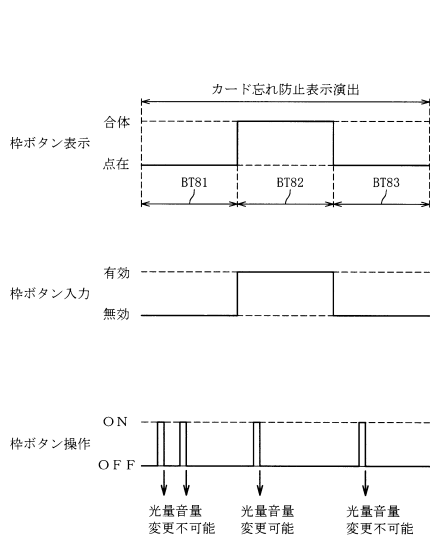 カード忘れ防止表示演出
合体
枠ボタン表示
点在
BT81
BT82
BT83
有効
枠ボタン入力
無効
ON
枠ボタン操作
OFF
光量音量
変更不可能
光量音量
変更可能
光量音量
変更不可能